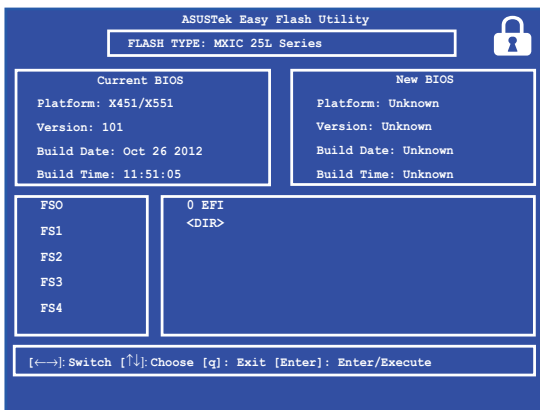 ASUSTek Easy Flash Utility
FLASH TYPE: MXIC 25L Series
Current BIOS
Platform: X451/X551
Version: 101
Build Date: Oct 26 2012
Build Time: 11:51:05
New BIOS
Platform: Unknown
Version: Unknown
Build Date: Unknown
Build Time: Unknown
FSO
FS1
FS2
FS3
FS4
0 EFI
<DIR>
[←→]: Switch [↑↓]: Choose [q]: Exit [Enter]: Enter/Execute